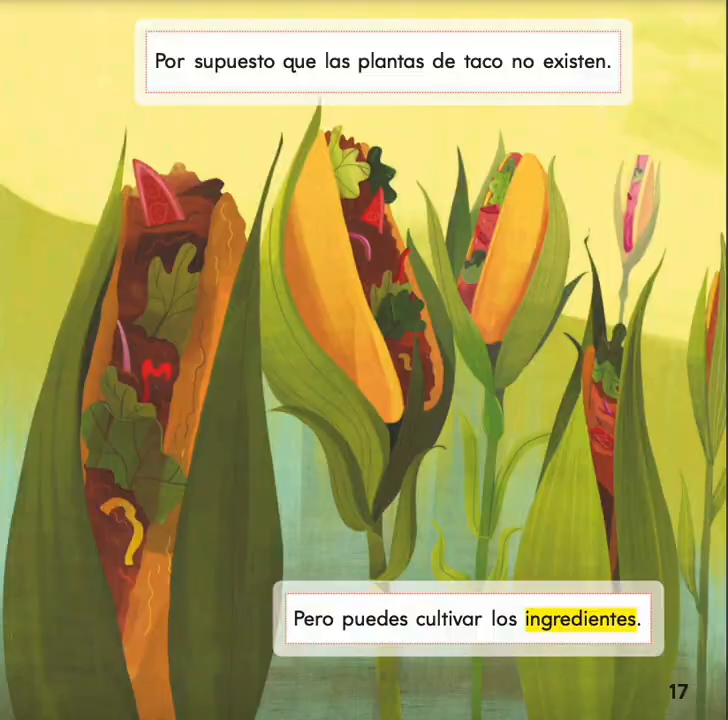 Por supuesto que las plantas de taco no existen.
Pero puedes cultivar los ingredientes.
17